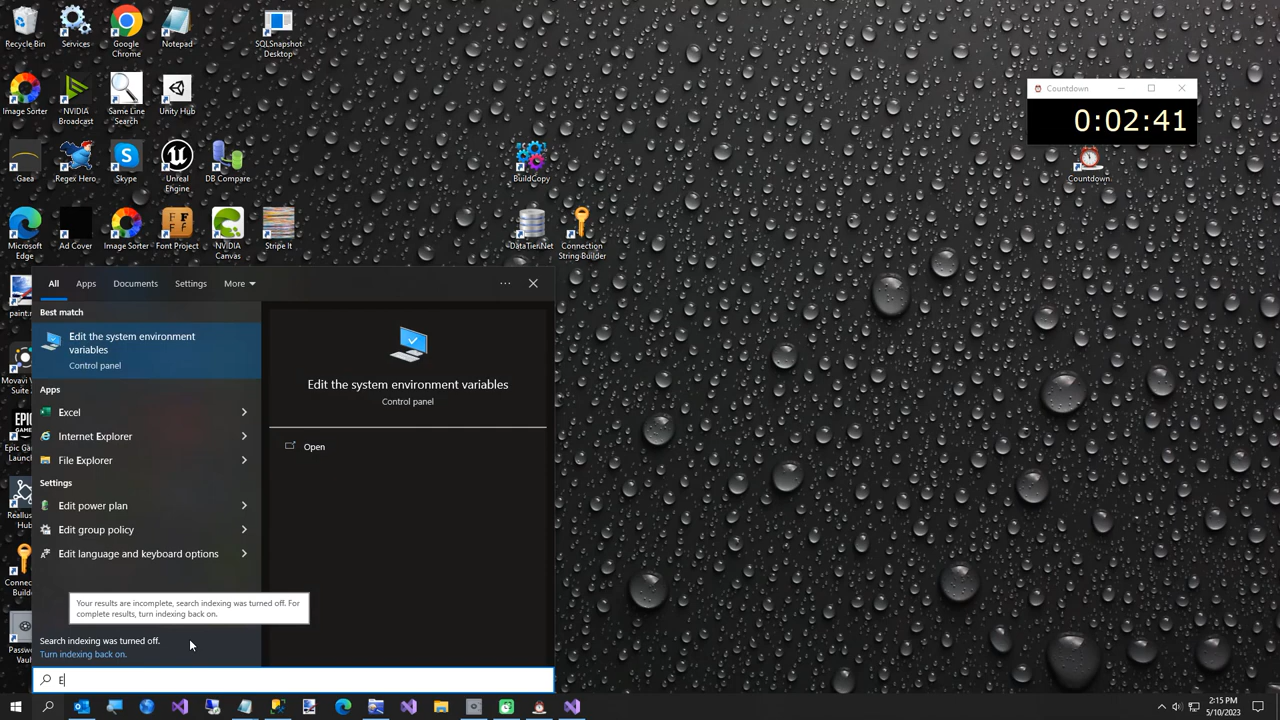 Recycle Bin
Services
Google
Chrome
Notepad
SQLSnapshot
Desktop
Image Sorter
NVIDIA
Broadcast
Same Line
Search
Unity Hub
Gaea
Regex Hero
Skype
Unreal
Engine
DB Compare
BuildCopy
Countdown
0:02:41
Countdown
Microsoft
Edge
Ad Cover
Image Sorter
Font Project
NVIDIA
Canvas
Stripe It
DataTier.Net
Connection
String Builder
All
Apps
Documents
Settings
More
Best match
Edit the system environment
variables
Control panel
Apps
Excel
Internet Explorer
File Explorer
Settings
Edit power plan
Edit group policy
Edit language and keyboard options
Your results are incomplete, search indexing was turned off. For
complete results, turn indexing back on.
Search indexing was turned off.
Turn indexing back on.
Edit the system environment variables
Control panel
Open
E
2:15 PM
5/10/2023